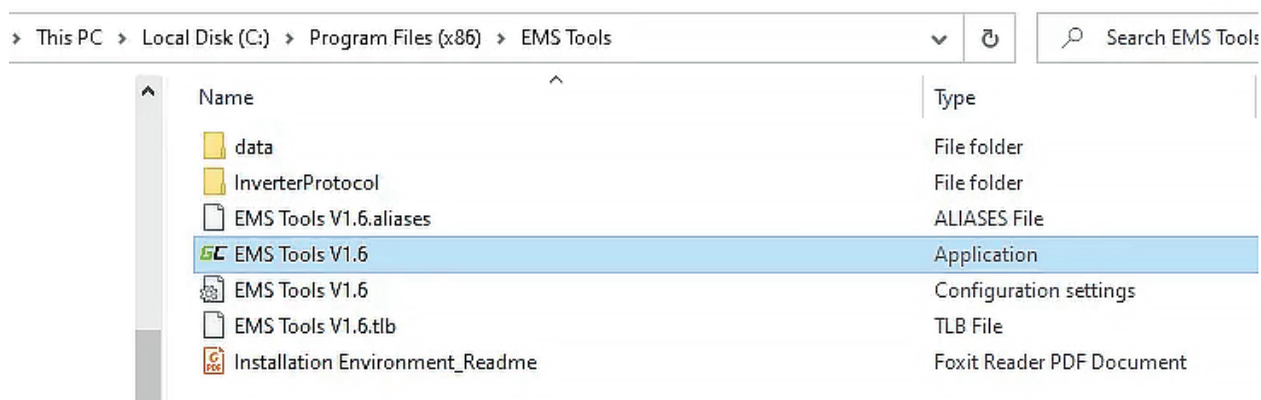 This PC > Local Disk (C:) > Program Files (x86) > EMS Tools Search EMS Tools
Name Type
data File folder
InverterProtocol File folder
EMS Tools V1.6.aliases ALIASES File
GC EMS Tools V1.6 Application
EMS Tools V1.6 Configuration settings
EMS Tools V1.6.tlb TLB File
PDF Installation Environment_Readme Foxit Reader PDF Document